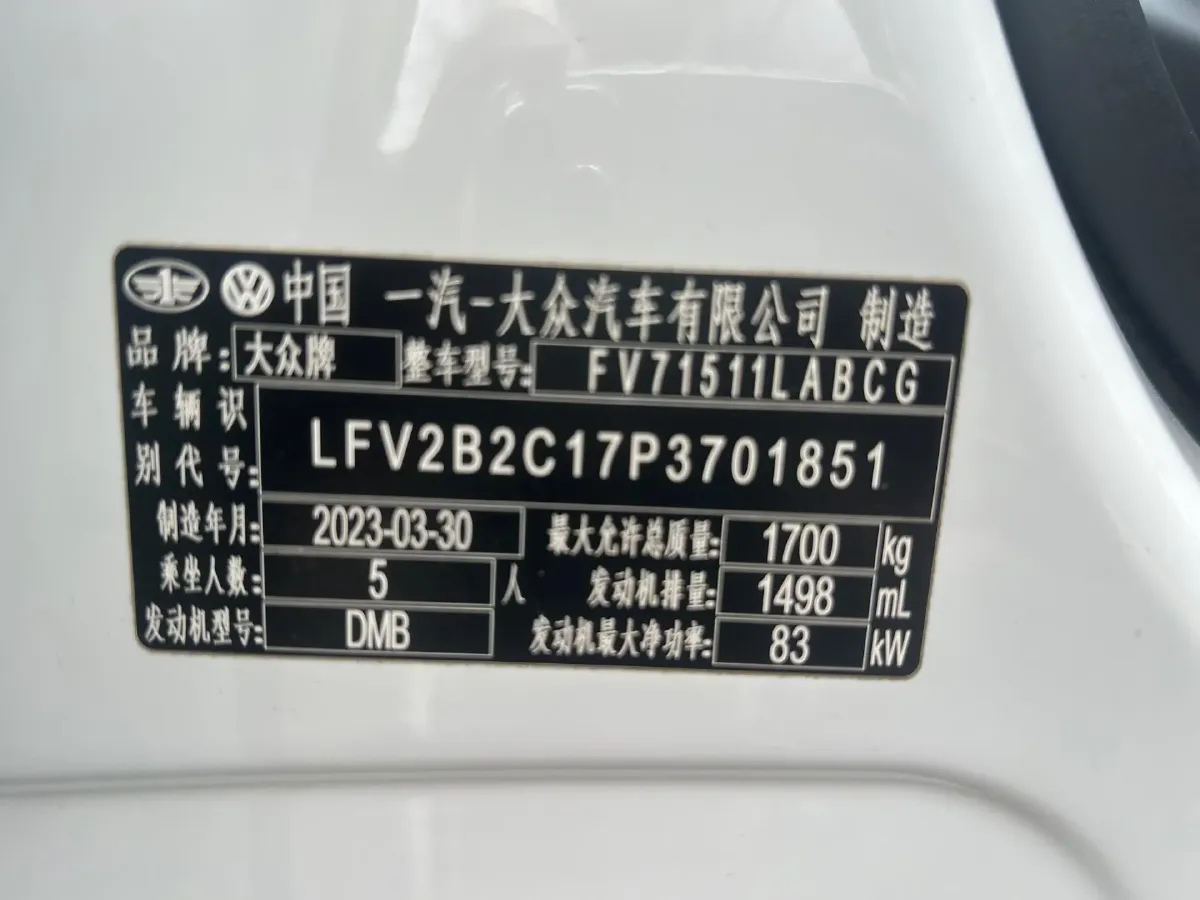 中国 一汽-大众汽车有限公司 制造
品牌: 大众牌 整车型号: FV71511LABCG
车辆识别代号: LFV2B2C17P3701851
制造年月: 2023-03-30 最大允许总质量: 1700 kg
乘坐人数: 5 人 发动机排量: 1498 mL
发动机型号: DMB 发动机最大净功率: 83 kW